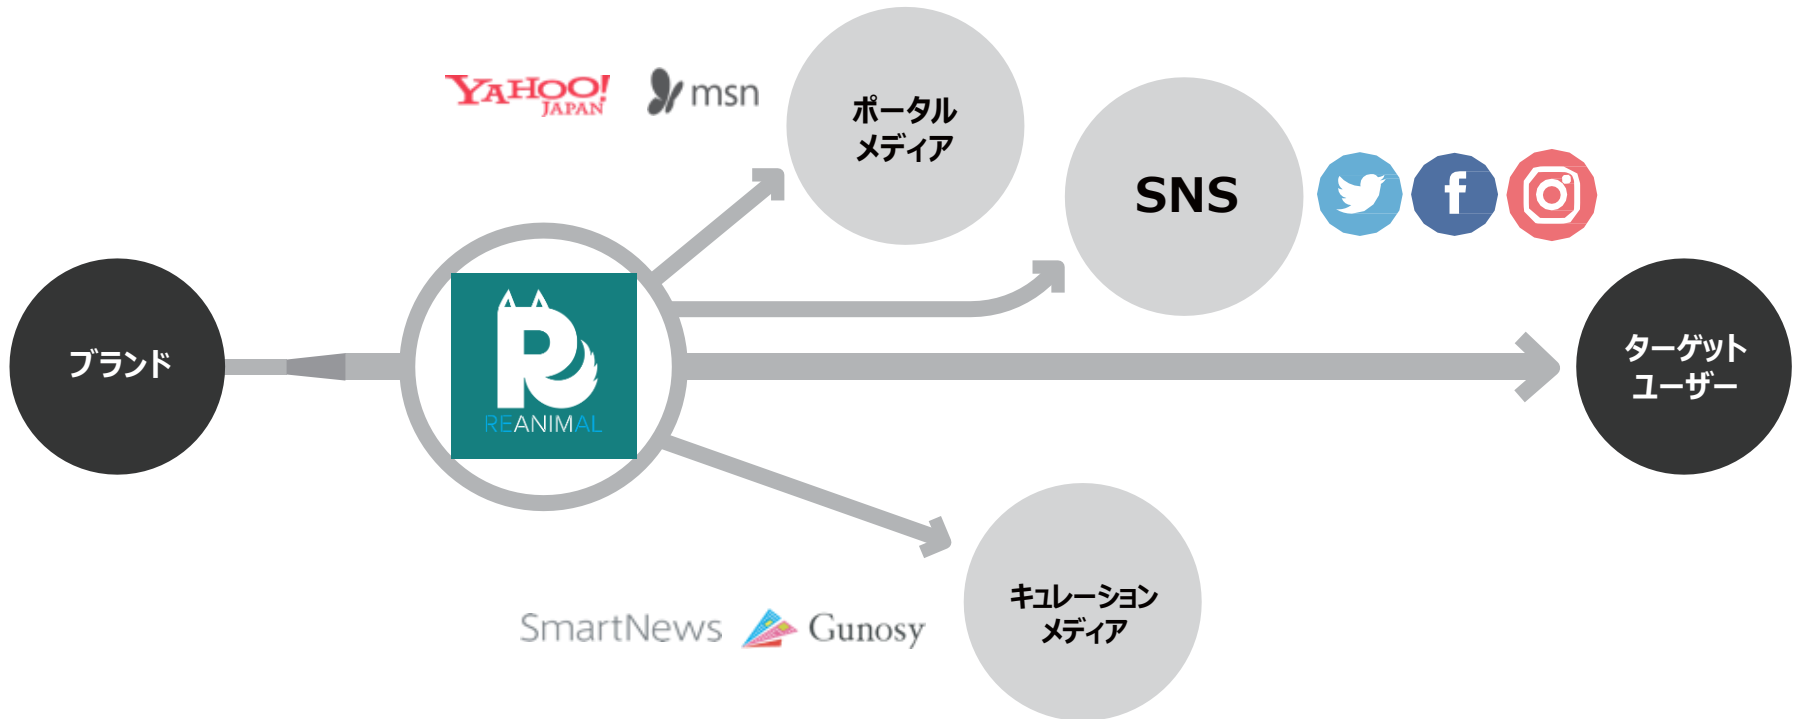 YAHOO!
JAPAN
msn
ポータル
メディア
SNS
f
ブランド
REANIMAL
ターゲット
ユーザー
キュレーション
メディア
SmartNews
Gunosy